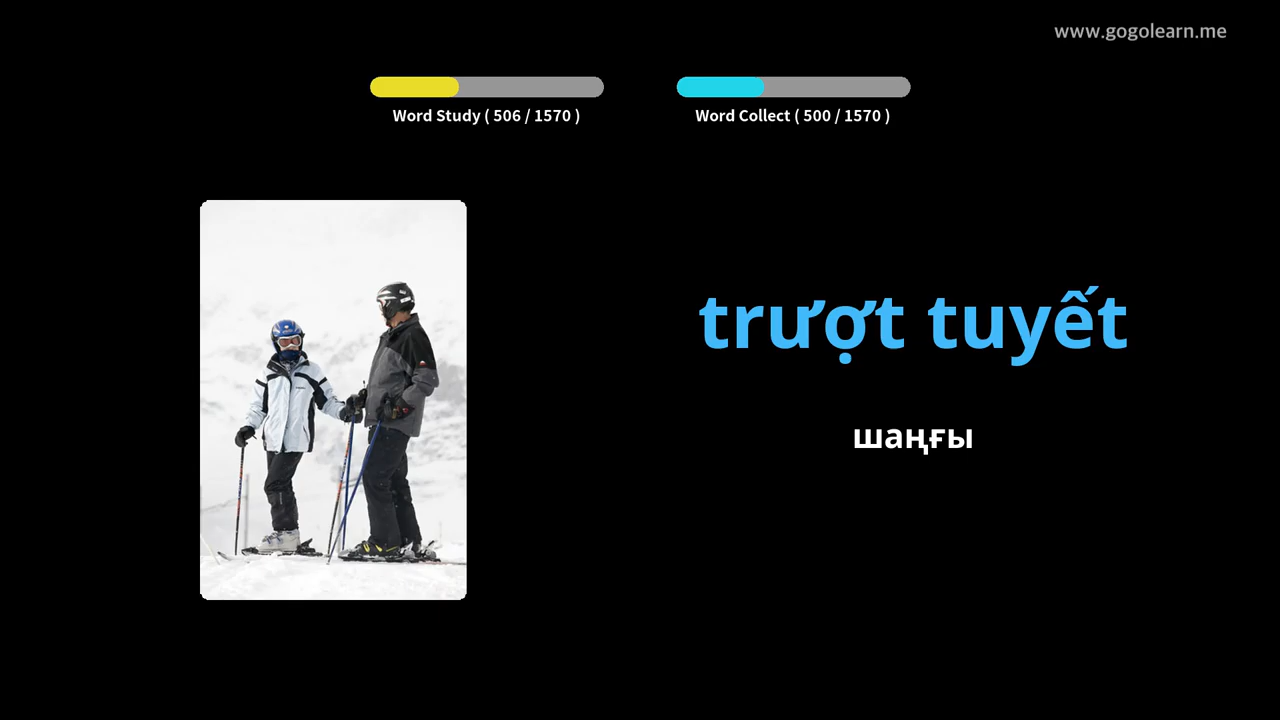 www.gogolearn.me
Word Study ( 506 / 1570 )
Word Collect ( 500 / 1570 )
trượt tuyết
шаңғы